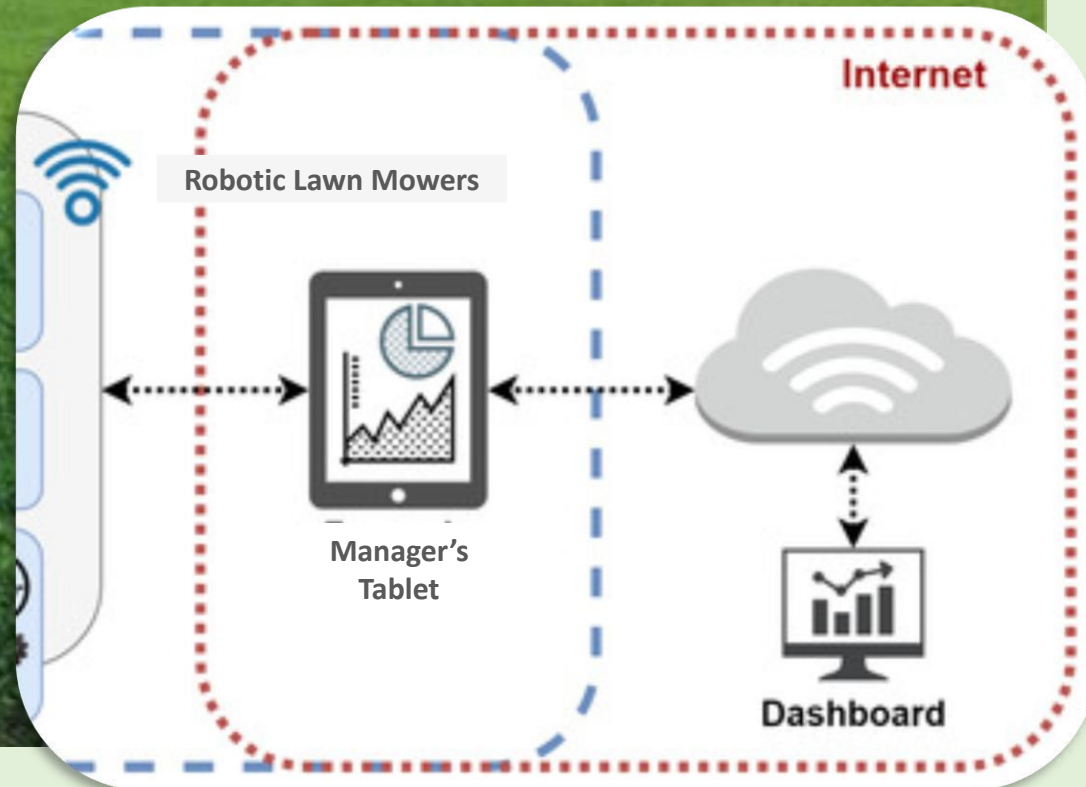 Internet
Robotic Lawn Mowers
Manager’s
Tablet
Dashboard